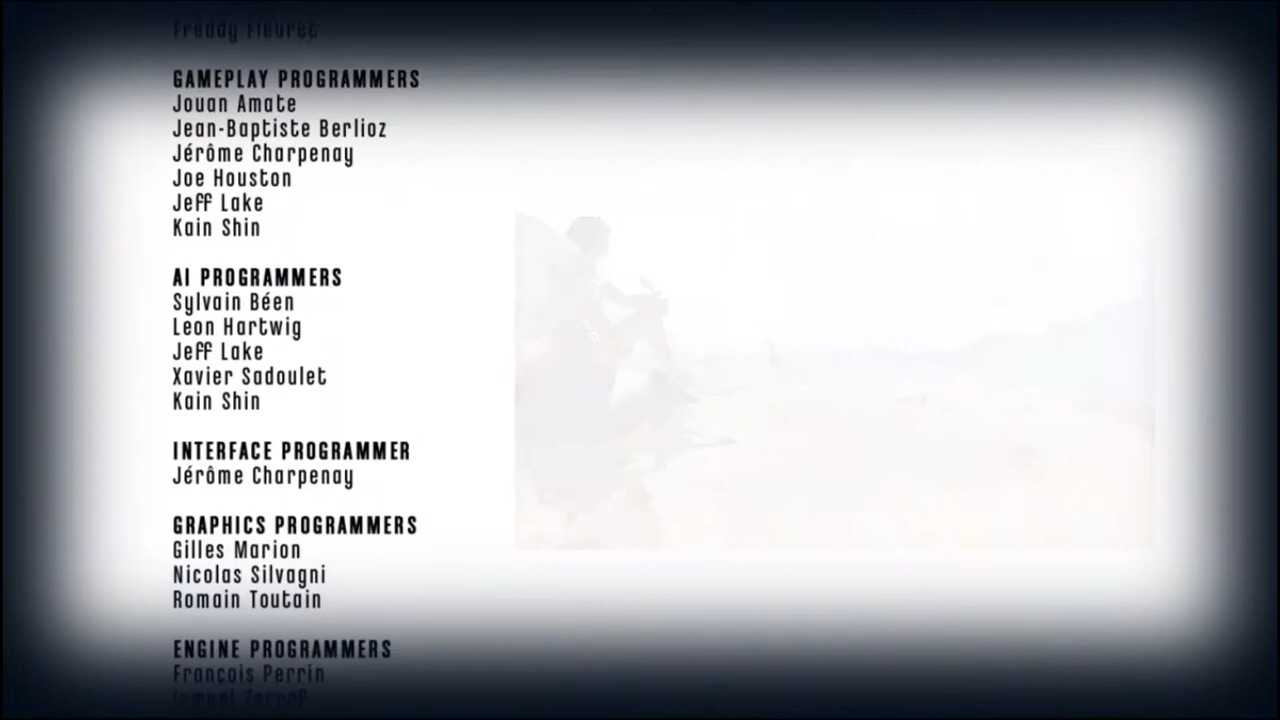 Freddy
GAMEPLAY PROGRAMMERS
Jouan Amate
Jean-Baptiste Berlioz
Jérôme Charpenay
Joe Houston
Jeff Lake
Kain Shin
AI PROGRAMMERS
Sylvain Béen
Leon Hartwig
Jeff Lake
Xavier Sadoulet
Kain Shin
INTERFACE PROGRAMMER
Jérôme Charpenay
GRAPHICS PROGRAMMERS
Gilles Marion
Nicolas Silvagni
Romain Toutain
ENGINE PROGRAMMERS
François Perrin